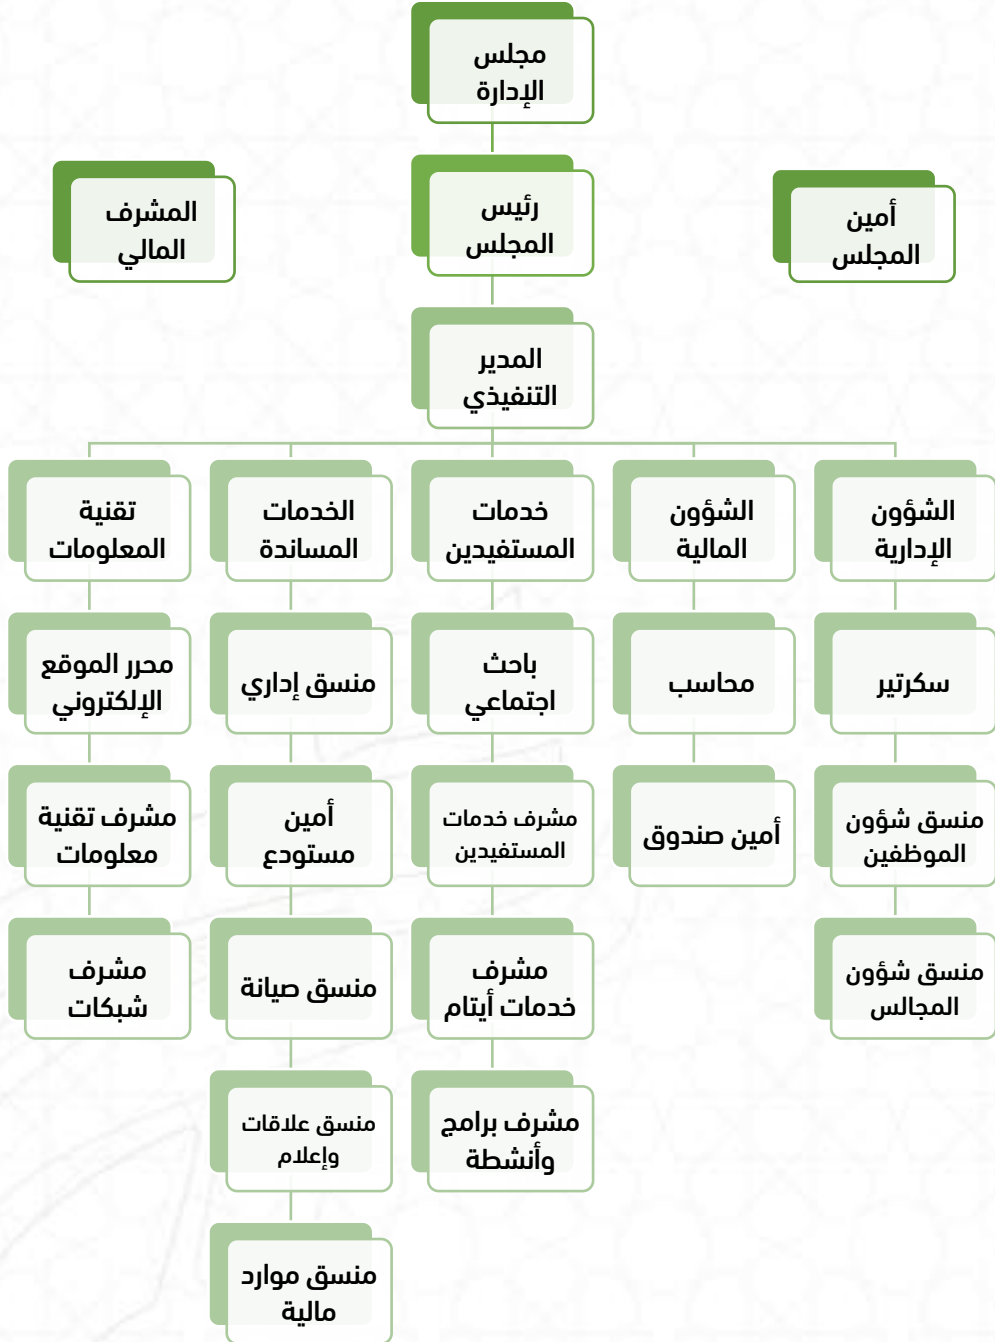 مجلس
الإدارة
رئيس
المجلس
أمين
المجلس
المشرف
المالي
المدير
التنفيذي
الشؤون
الإدارية
الشؤون
المالية
خدمات
المستفيدين
الخدمات
المساندة
تقنية
المعلومات
سكرتير
محاسب
باحث
اجتماعي
منسق إداري
محرر الموقع
الإلكتروني
منسق شؤون
الموظفين
أمين صندوق
مشرف خدمات
المستفيدين
أمين
مستودع
مشرف تقنية
معلومات
منسق شؤون
المجالس
مشرف
خدمات أيتام
منسق صيانة
مشرف
شبكات
مشرف برامج
وأنشطة
منسق علاقات
وإعلام
منسق موارد
مالية